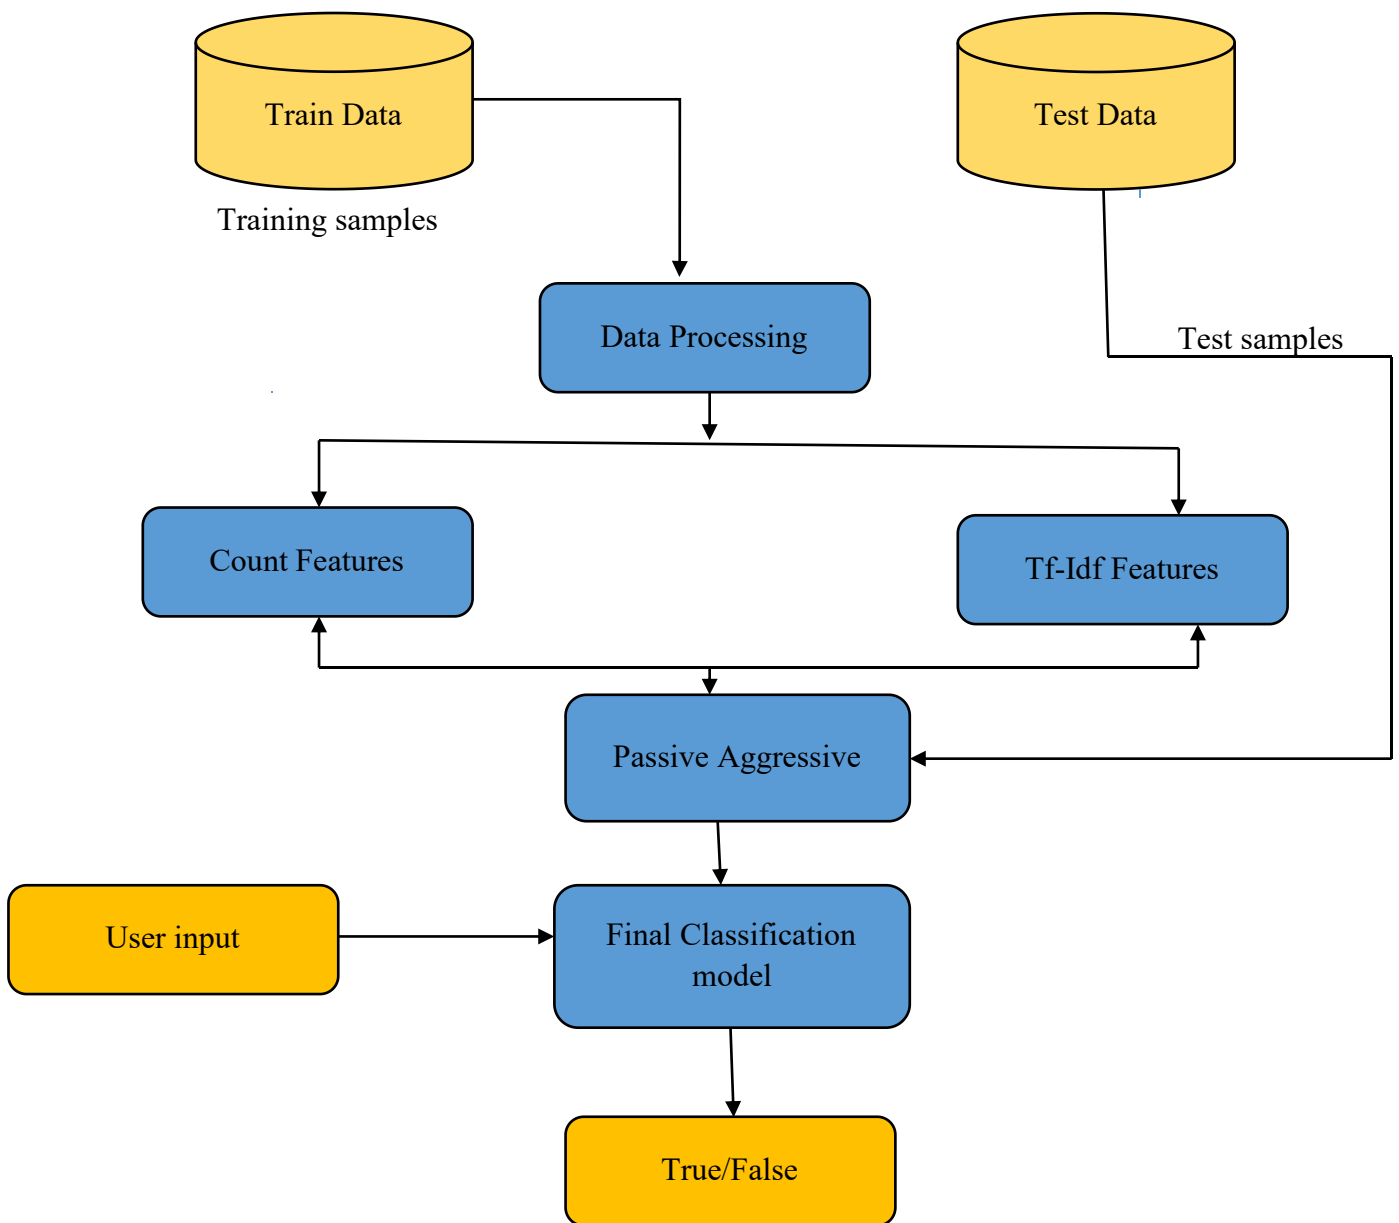 Train Data
Test Data
Training samples
Data Processing
Test samples
Count Features
Tf-Idf Features
Passive Aggressive
User input
Final Classification
model
True/False